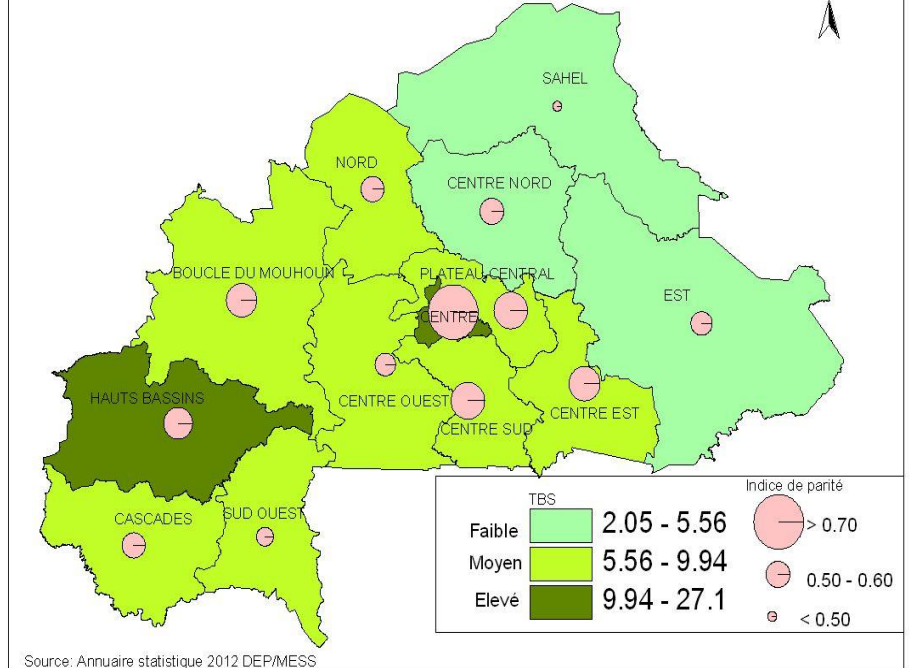 SAHEL
NORD
CENTRE NORD
BOUCLE DU MOUHOUN
PLATEAU CENTRAL
EST
CENTRE
HAUTS BASSINS
CENTRE OUEST
CENTRE EST
CENTRE SUD
CASCADES
SUD OUEST
TBS
Indice de parité
Faible 2.05 - 5.56
> 0.70
Moyen 5.56 - 9.94
0.50 - 0.60
Elevé 9.94 - 27.1
< 0.50
Source: Annuaire statistique 2012 DEP/MESS